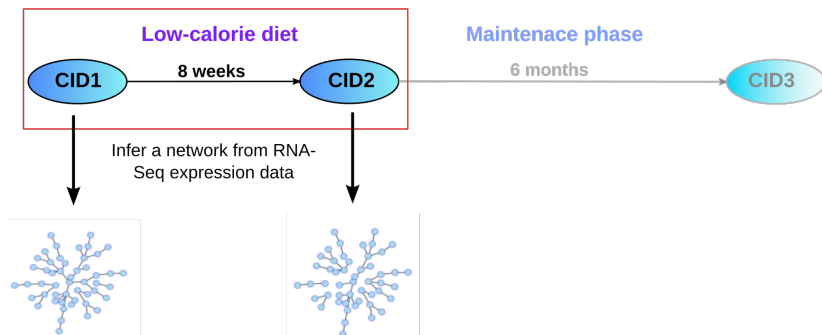 Low-calorie diet
Maintenace phase
CID1
8 weeks
CID2
6 months
CID3
Infer a network from RNA-
Seq expression data